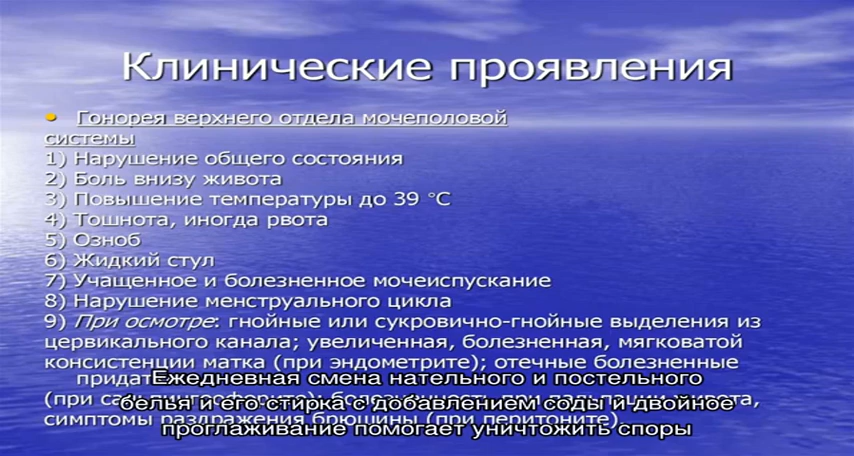 Клинические проявления
• Гонорея верхнего отдела мочеполовой
системы
1) Нарушение общего состояния
2) Боль внизу живота
3) Повышение температуры до 39 °С
4) Тошнота, иногда рвота
5) Озноб
6) Жидкий стул
7) Учащенное и болезненное мочеиспускание
8) Нарушение менструального цикла
9) При осмотре: гнойные или сукровично-гнойные выделения из
цервикального канала; увеличенная, болезненная, мягковатой
консистенции матка (при эндометрите); отечные болезненные
симптомы раздражения брюшины (при перитоните)
Ежедневная смена нательного и постельного
белья и его стирка с добавлением соды и двойное
проглаживание помогает уничтожить споры